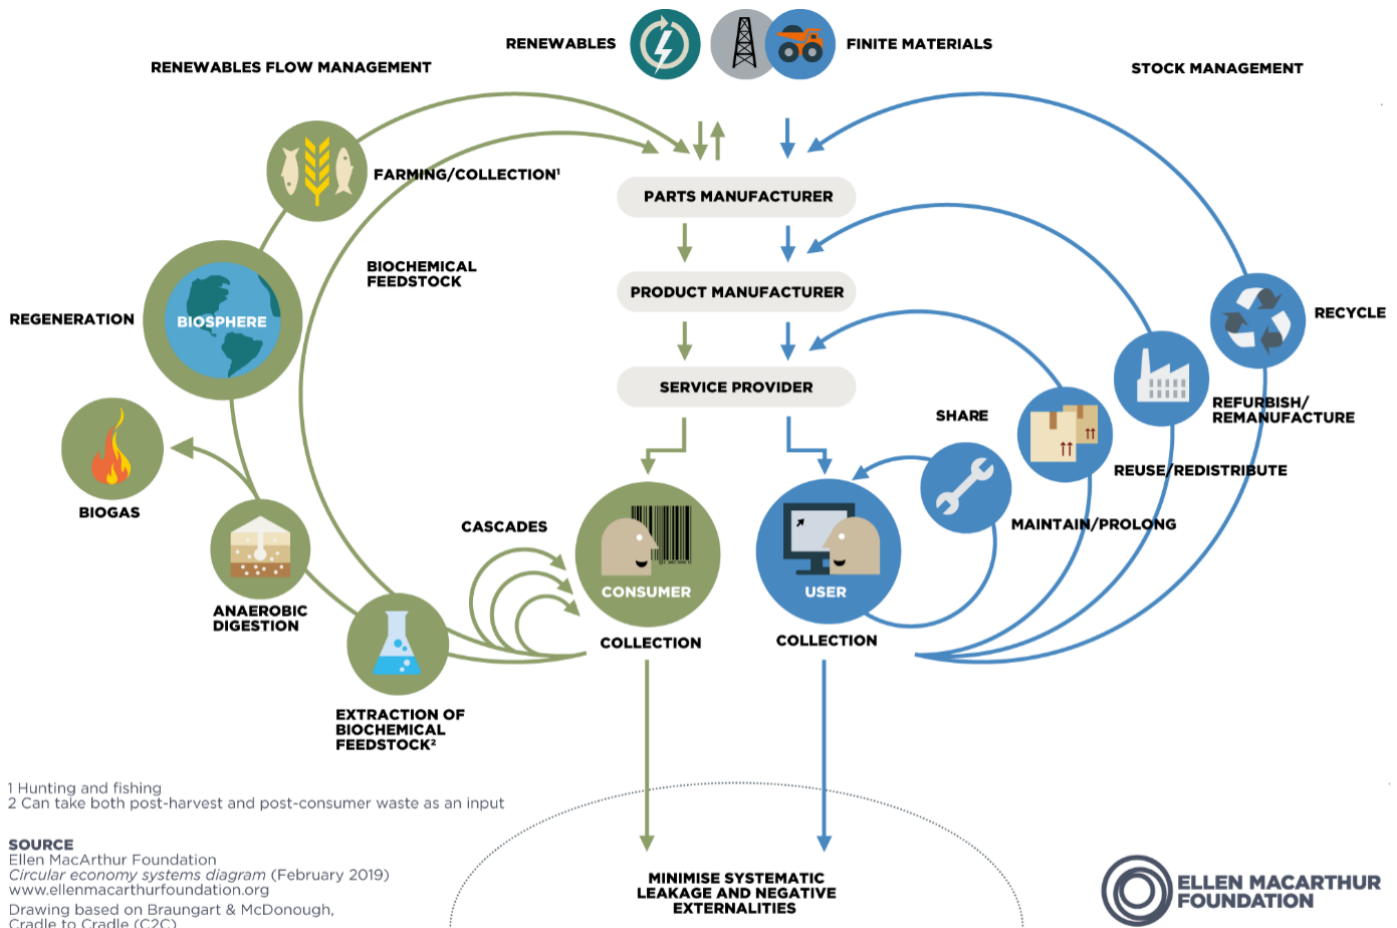 RENEWABLES
FINITE MATERIALS
RENEWABLES FLOW MANAGEMENT
STOCK MANAGEMENT
FARMING/COLLECTION¹
PARTS MANUFACTURER
BIOCHEMICAL
FEEDSTOCK
PRODUCT MANUFACTURER
REGENERATION
BIOSPHERE
RECYCLE
SERVICE PROVIDER
SHARE
REFURBISH/
REMANUFACTURE
REUSE/REDISTRIBUTE
BIOGAS
CASCADES
MAINTAIN/PROLONG
CONSUMER
USER
ANAEROBIC
DIGESTION
COLLECTION
COLLECTION
EXTRACTION OF
BIOCHEMICAL
FEEDSTOCK²
1 Hunting and fishing
2 Can take both post-harvest and post-consumer waste as an input
SOURCE
Ellen MacArthur Foundation
Circular economy systems diagram (February 2019)
www.ellenmacarthurfoundation.org
Drawing based on Braungart & McDonough,
Cradle to Cradle (C2C)
MINIMISE SYSTEMATIC
LEAKAGE AND NEGATIVE
EXTERNALITIES
ELLEN MACARTHUR
FOUNDATION